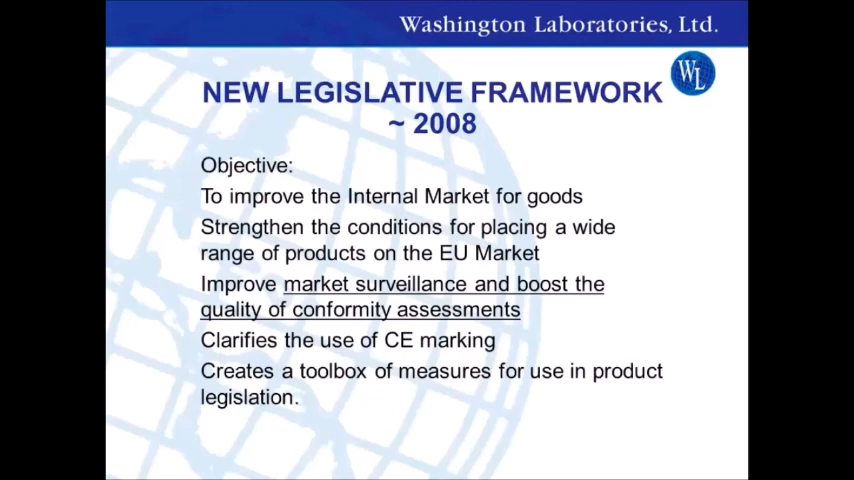 Washington Laboratories, Ltd.
WL
NEW LEGISLATIVE FRAMEWORK
~ 2008
Objective:
To improve the Internal Market for goods
Strengthen the conditions for placing a wide
range of products on the EU Market
Improve market surveillance and boost the
quality of conformity assessments
Clarifies the use of CE marking
Creates a toolbox of measures for use in product
legislation.